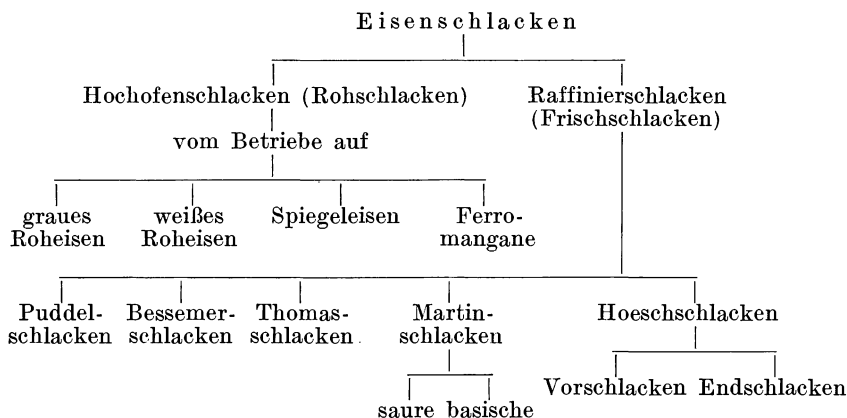 Eisenschlacken
Hochofenschlacken (Rohschlacken)
vom Betriebe auf
Raffinierschlacken
(Frischschlacken)
graues
Roheisen
weißes
Roheisen
Spiegeleisen
Ferro-
mangane
Puddel-
schlacken
Bessemer-
schlacken
Thomas-
schlacken
Martin-
schlacken
Hoeschschlacken
saure basische
Vorschlacken Endschlacken